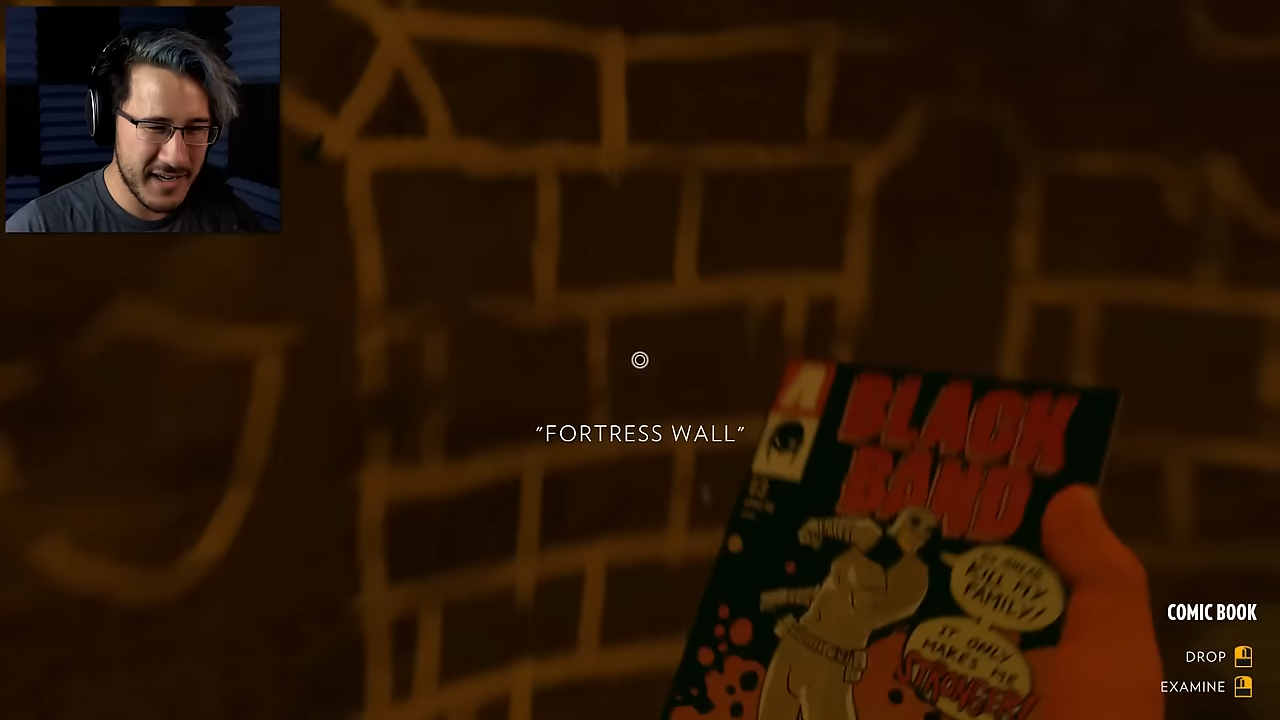 "FORTRESS WALL"
BLACK
BAND
KILL MY
FAMILY!
IT ONLY
MAKES ME
STRONGER!
COMIC BOOK
DROP
EXAMINE